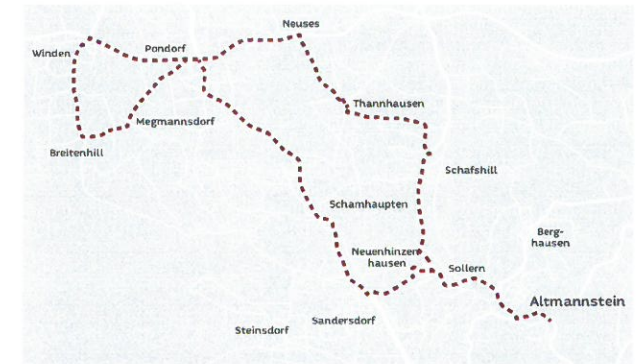 Neuses
Winden
Pondorf
Thannhausen
Megmannsdorf
Breitenhill
Schafshill
Schamhaupten
Berg-
hausen
Neuenhinzen
hausen
Sollern
Altmannstein
Sandersdorf
Steinsdorf